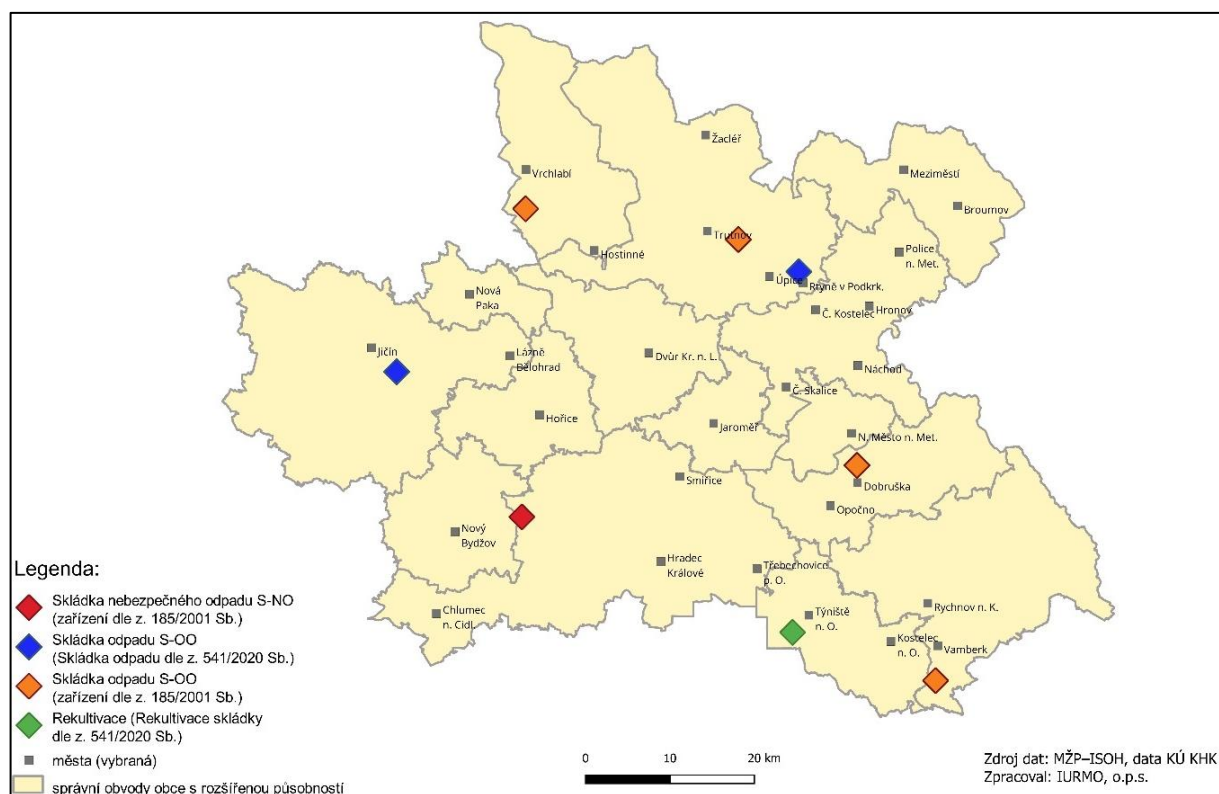 Žacléř
Vrchlabí
Meziměstí
Broumov
Trutnov
Hostinné
Police
n. Met.
Úpice
Rtyně v Podkrk.
Nová
Paka
Č. Kostelec
Hronov
Jičín
Lázně
Bělohrad
Dvůr Kr. n. L.
Náchod
Č. Skalice
Hořice
Jaroměř
N. Město n. Met.
Smiřice
Dobruška
Opočno
Nový
Bydžov
Hradec
Králové
Třebechovice
p. O.
Chlumec
n. Cidl.
Týniště
n. O.
Rychnov n. K.
Kostelec
n. O.
Vamberk
Legenda:
Skládka nebezpečného odpadu S-NO
(zařízení dle z. 185/2001 Sb.)
Skládka odpadu S-OO
(Skládka odpadu dle z. 541/2020 Sb.)
Skládka odpadu S-OO
(zařízení dle z. 185/2001 Sb.)
Rekultivace (Rekultivace skládky
dle z. 541/2020 Sb.)
města (vybraná)
správní obvody obce s rozšířenou působností
0 10 20 km
Zdroj dat: MŽP–ISOH, data KÚ KHK
Zpracoval: IURMO, o.p.s.